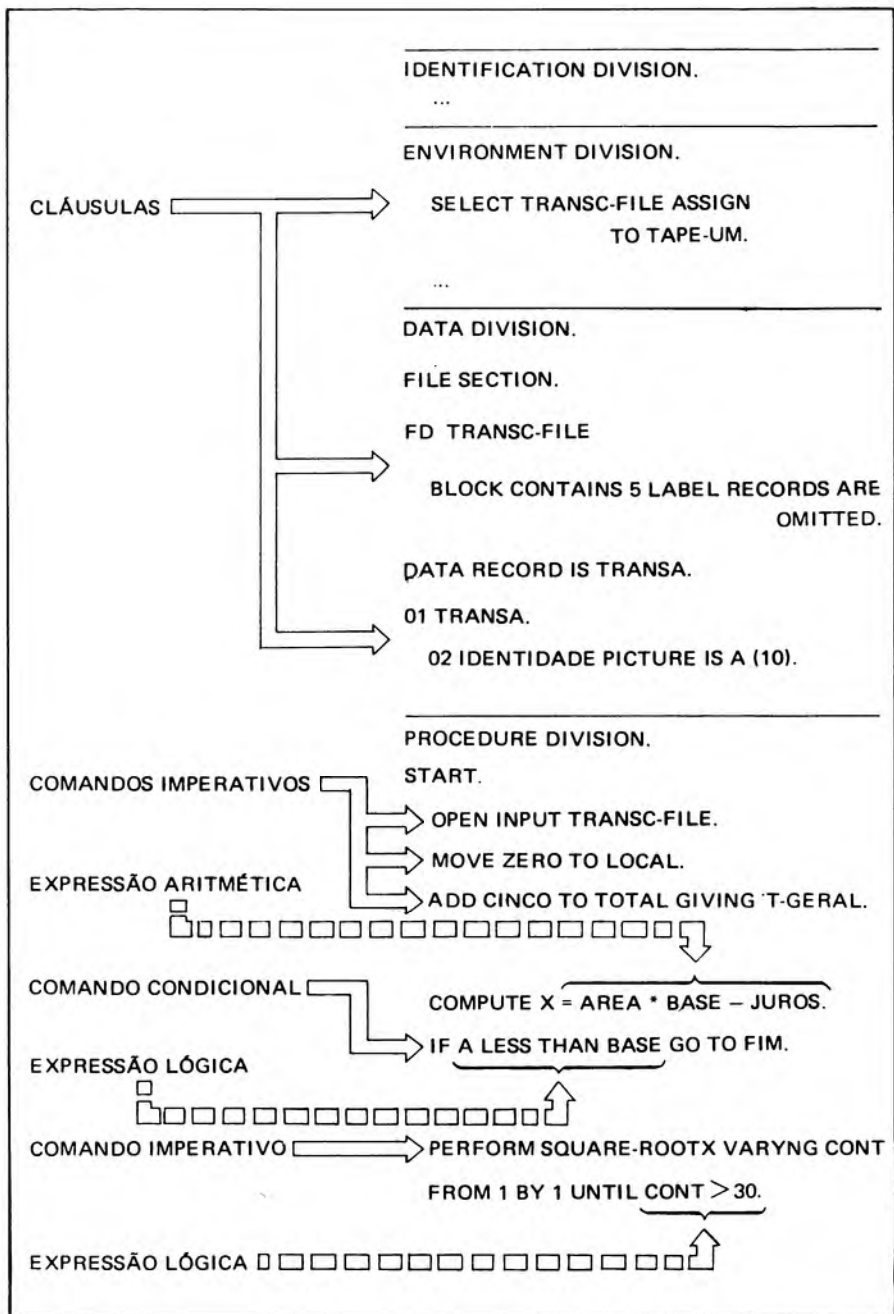 IDENTIFICATION DIVISION.
...
ENVIRONMENT DIVISION.
CLÁUSULAS
SELECT TRANSC-FILE ASSIGN
TO TAPE-UM.
...
DATA DIVISION.
FILE SECTION.
FD TRANSC-FILE
BLOCK CONTAINS 5 LABEL RECORDS ARE
OMITTED.
DATA RECORD IS TRANSA.
01 TRANSA.
02 IDENTIDADE PICTURE IS A (10).
PROCEDURE DIVISION.
START.
COMANDOS IMPERATIVOS
OPEN INPUT TRANSC-FILE.
MOVE ZERO TO LOCAL.
EXPRESSÃO ARITMÉTICA
ADD CINCO TO TOTAL GIVING T-GERAL.
COMANDO CONDICIONAL
COMPUTE X = AREA * BASE – JUROS.
IF A LESS THAN BASE GO TO FIM.
EXPRESSÃO LÓGICA
COMANDO IMPERATIVO PERFORM SQUARE-ROOTX VARYNG CONT
FROM 1 BY 1 UNTIL CONT > 30.
EXPRESSÃO LÓGICA